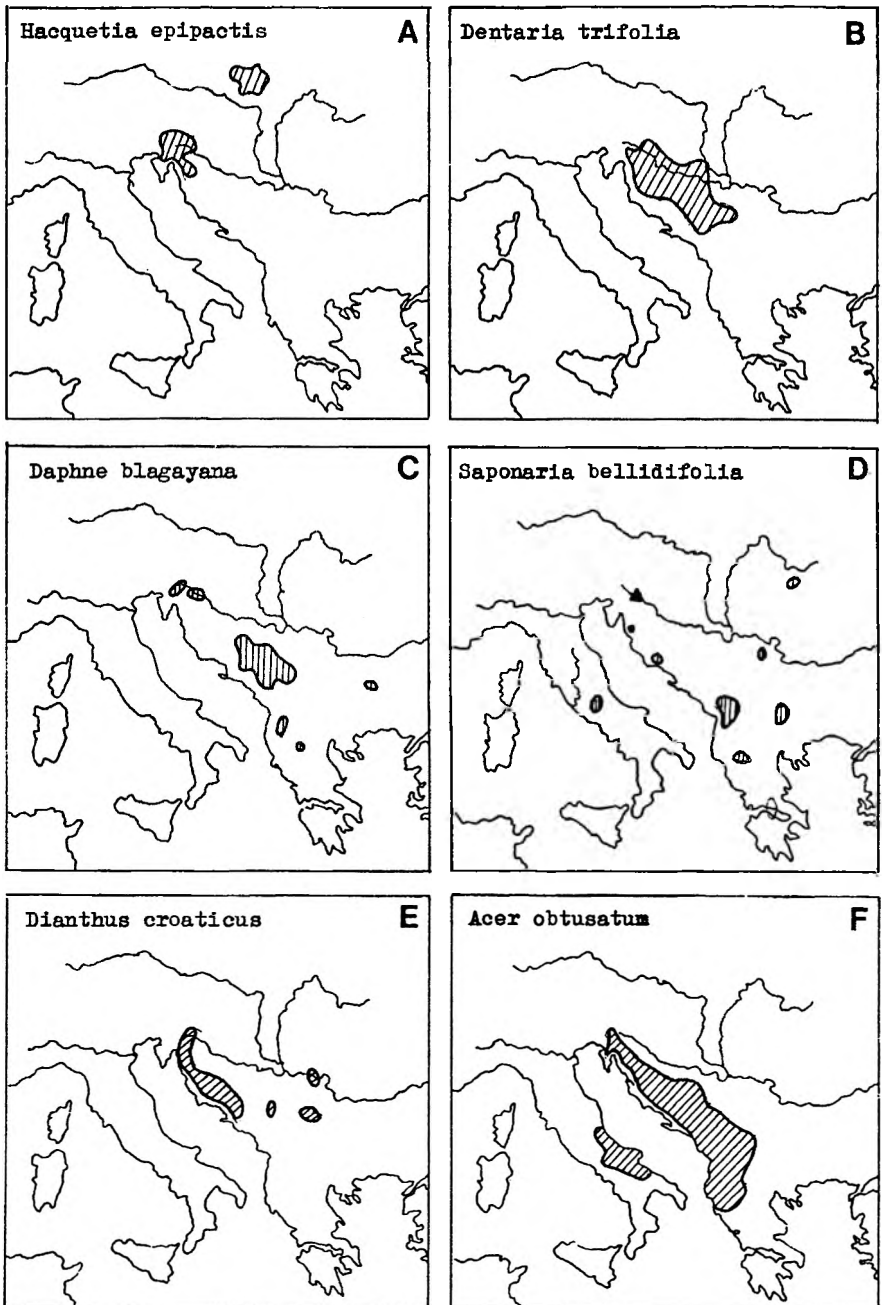 Hacquetia epipactis A
Dentaria trifolia B
Daphne blagayana C
Saponaria bellidifolia D
Dianthus croaticus E
Acer obtusatum F